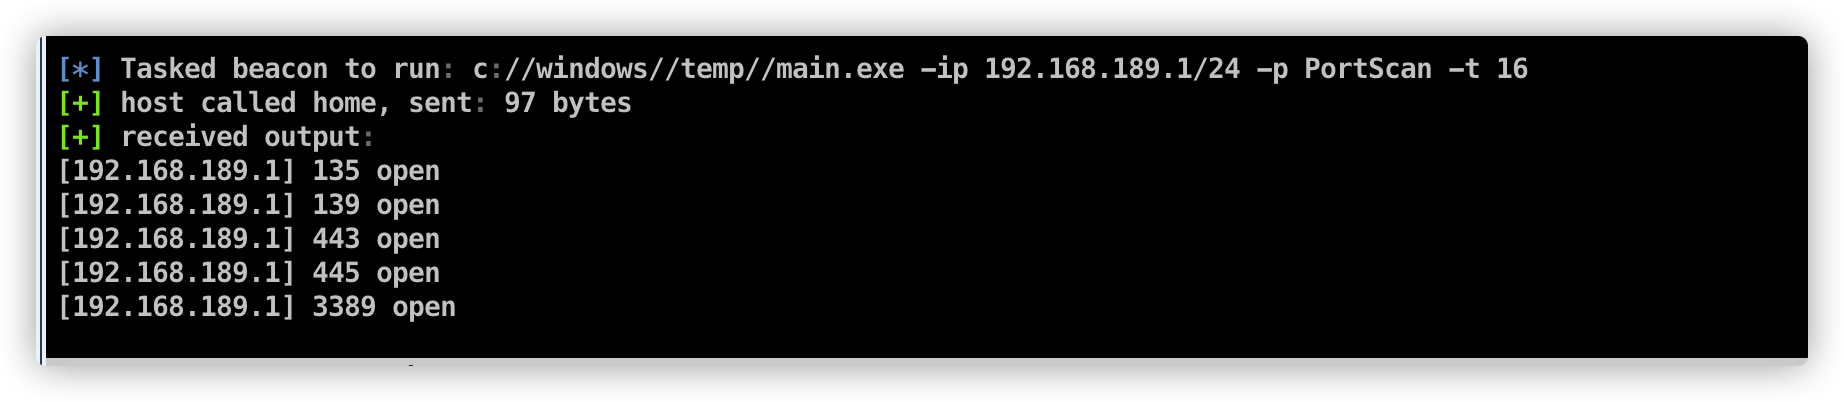 [*] Tasked beacon to run: c://windows//temp//main.exe -ip 192.168.189.1/24 -p PortScan -t 16
[+] host called home, sent: 97 bytes
[+] received output:
[192.168.189.1] 135 open
[192.168.189.1] 139 open
[192.168.189.1] 443 open
[192.168.189.1] 445 open
[192.168.189.1] 3389 open